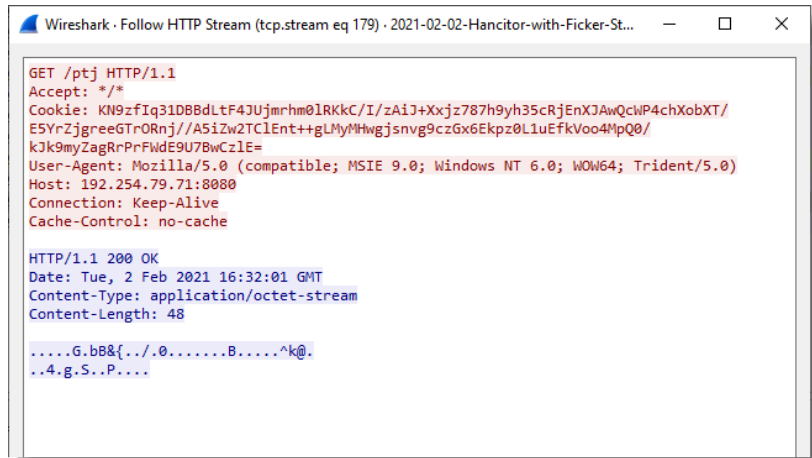 Wireshark · Follow HTTP Stream (tcp.stream eq 179) · 2021-02-02-Hancitor-with-Ficker-St...
GET /ptj HTTP/1.1
Accept: */*
Cookie: KN9zfIq31DBBdLtF4JUjmrhm0lRKkC/I/zAiJ+Xxjz787h9yh35cRjEnXJAwQcWP4chXobXT/
E5YrZjgreeGTrORnj//A5iZw2TClEnt++gLMyMHwgjsnvg9czGx6Ekpz0L1uEfkVoo4MpQ0/
kJk9myZagRrPrFWdE9U7BwCzlE=
User-Agent: Mozilla/5.0 (compatible; MSIE 9.0; Windows NT 6.0; WOW64; Trident/5.0)
Host: 192.254.79.71:8080
Connection: Keep-Alive
Cache-Control: no-cache
HTTP/1.1 200 OK
Date: Tue, 2 Feb 2021 16:32:01 GMT
Content-Type: application/octet-stream
Content-Length: 48
.....G.bB&{../.0.......B.....^k@.
..4.g.S..P....